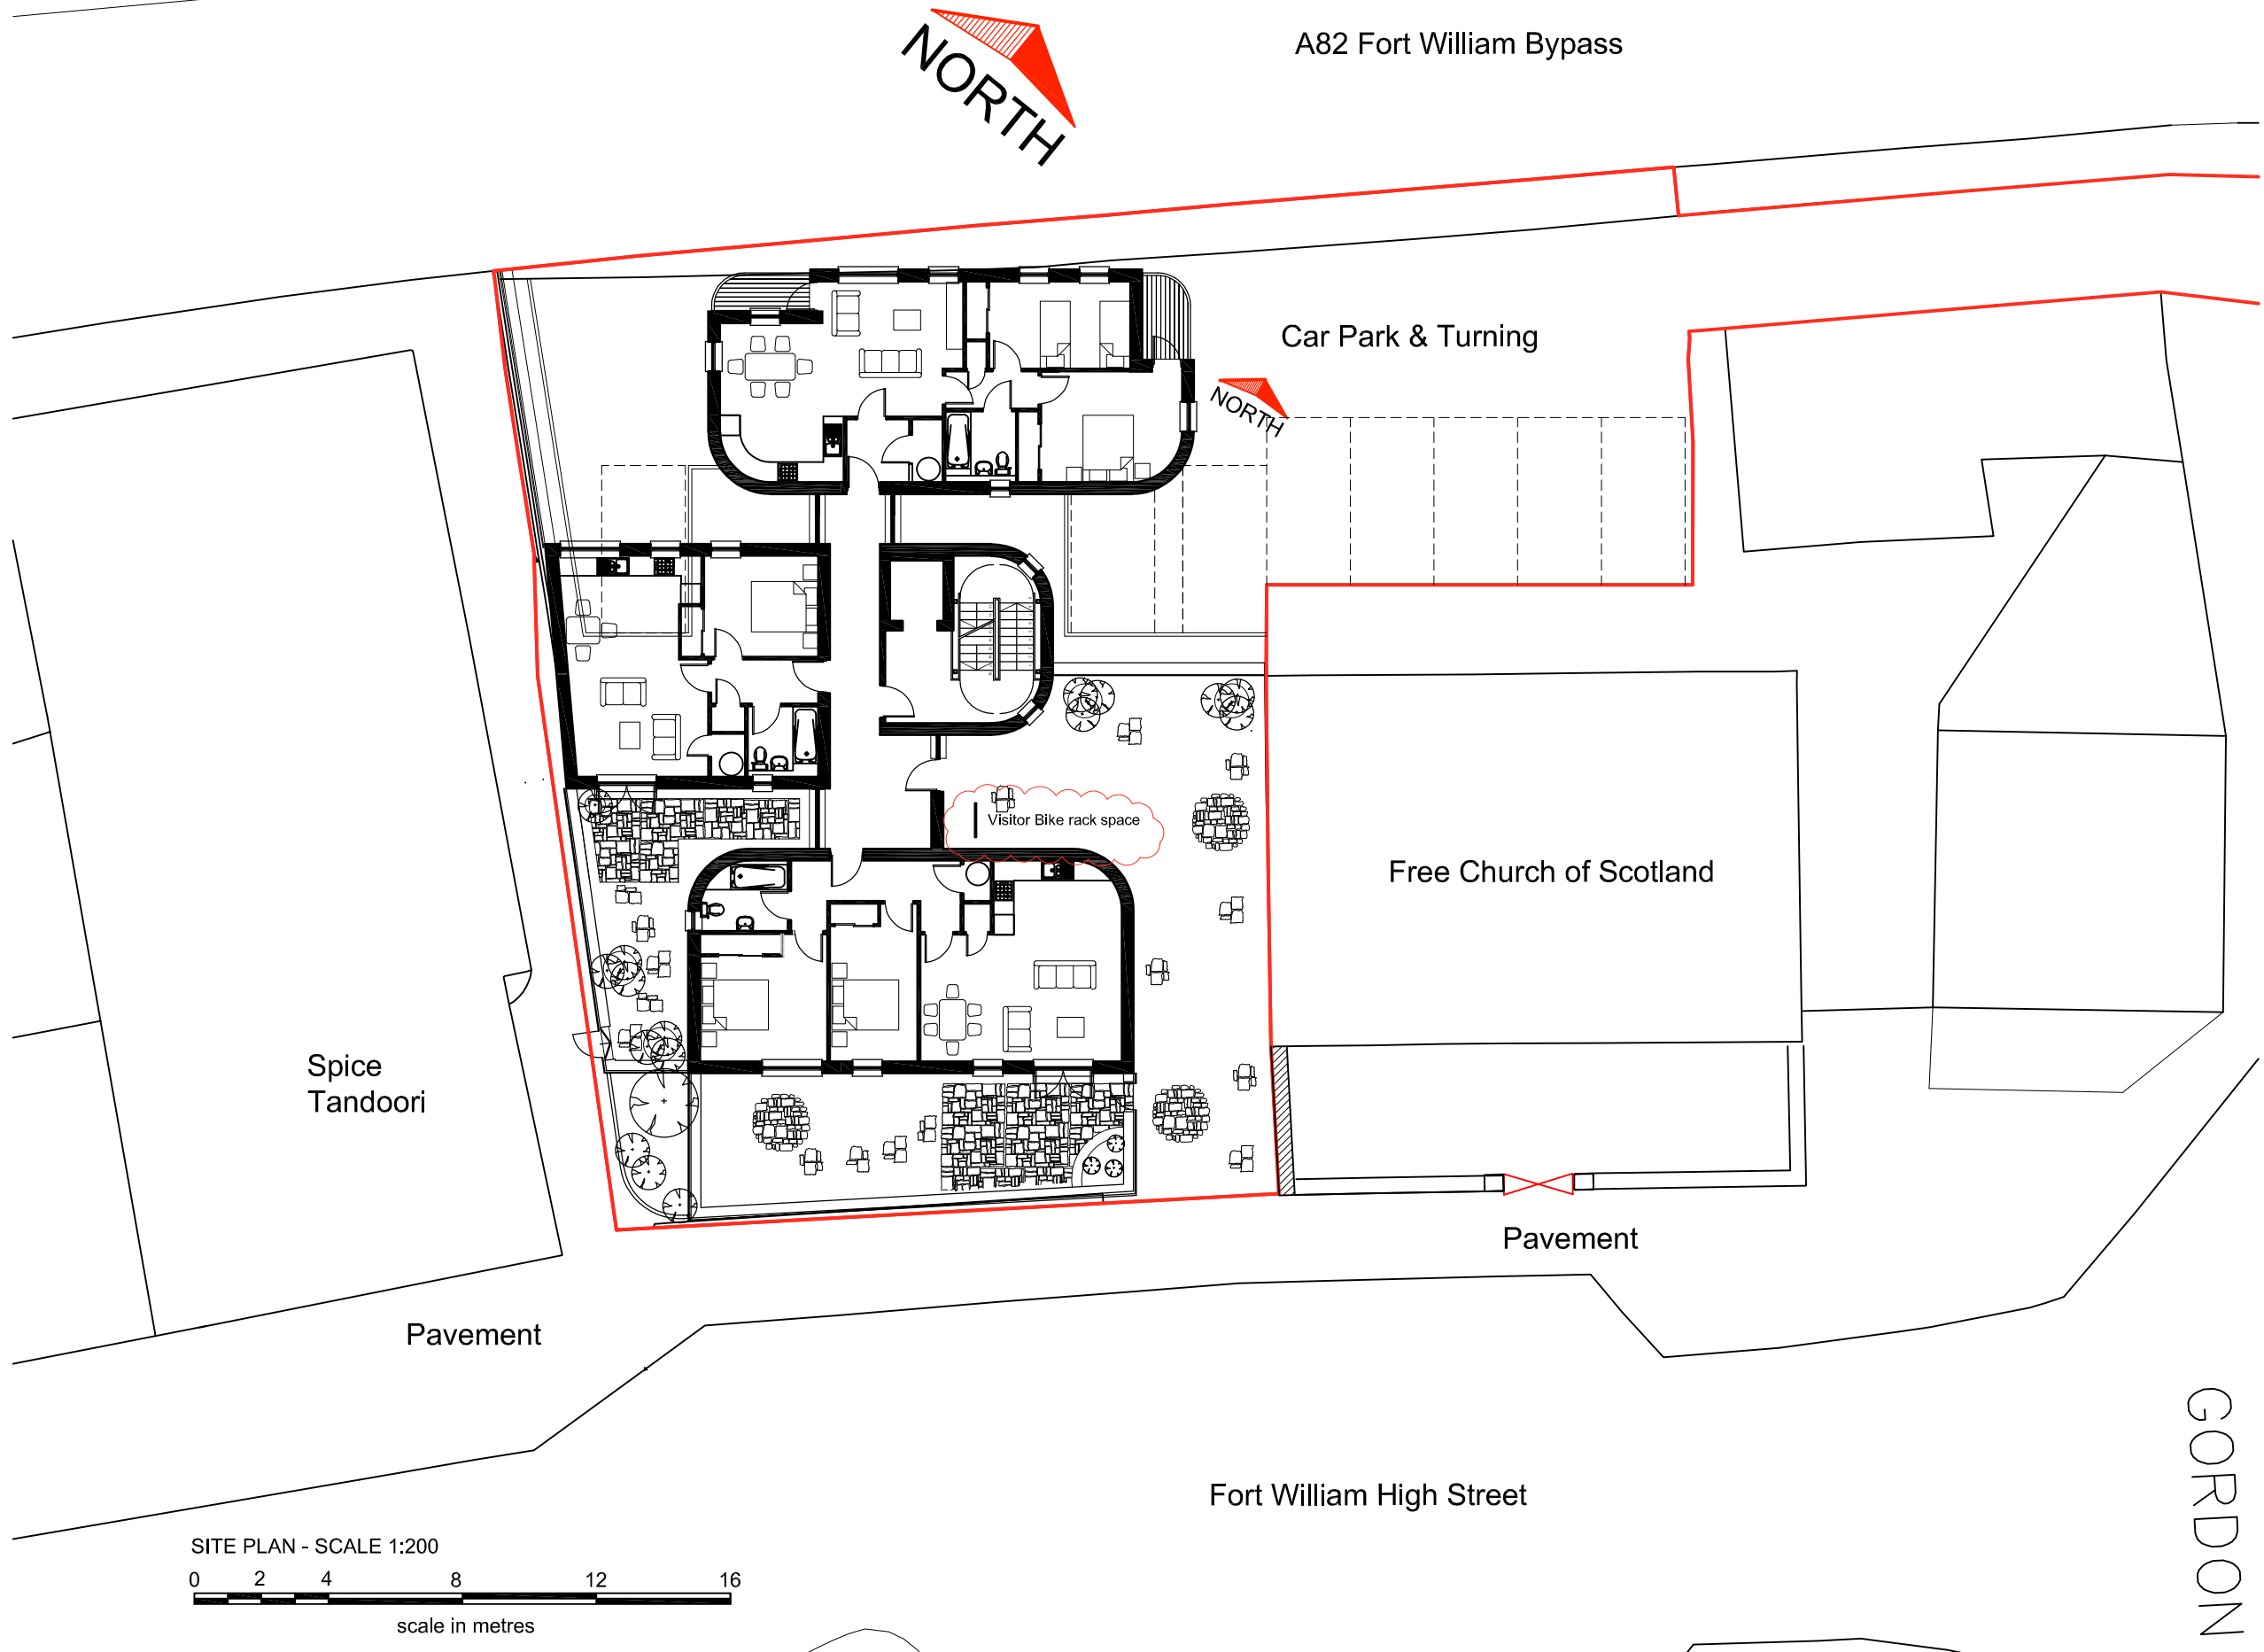 A82 Fort William Bypass
NORTH
Car Park & Turning
NORTH
Visitor Bike rack space
Free Church of Scotland
Spice
Tandoori
Pavement
Pavement
GORDON
Fort William High Street
SITE PLAN - SCALE 1:200
0 2 4 8 12 16
scale in metres